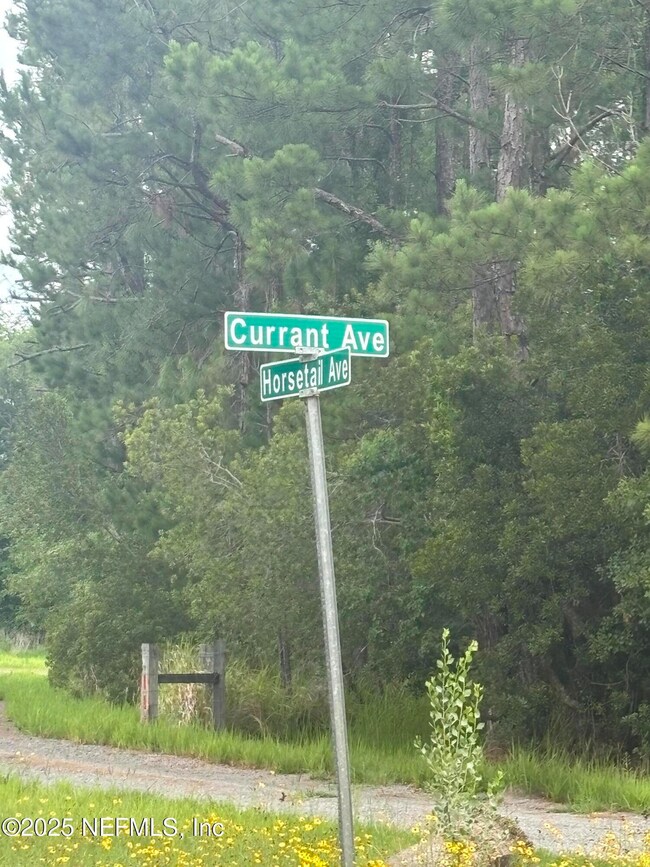 Currant Ave
Horsetail Ave
©2025 NEFMLS, Inc